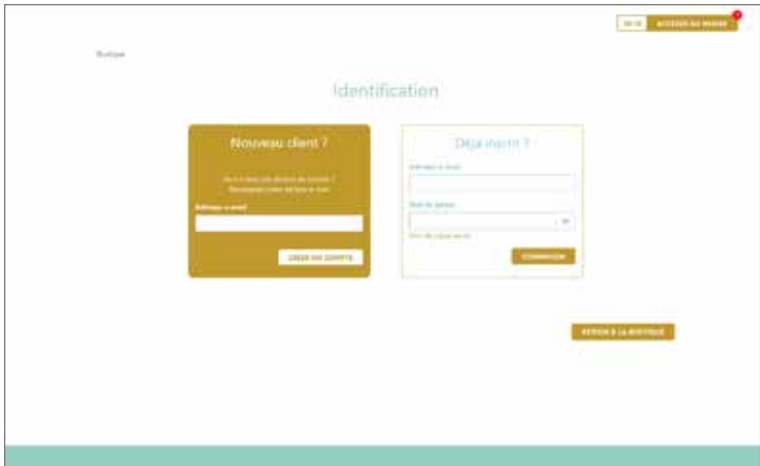 ACCÉDER AU PANIER
Boutique
Identification
Nouveau client ?
Adresse e-mail
CRÉER UN COMPTE
Déjà inscrit ?
Adresse e-mail
Mot de passe
CONNEXION
RETOUR À LA BOUTIQUE